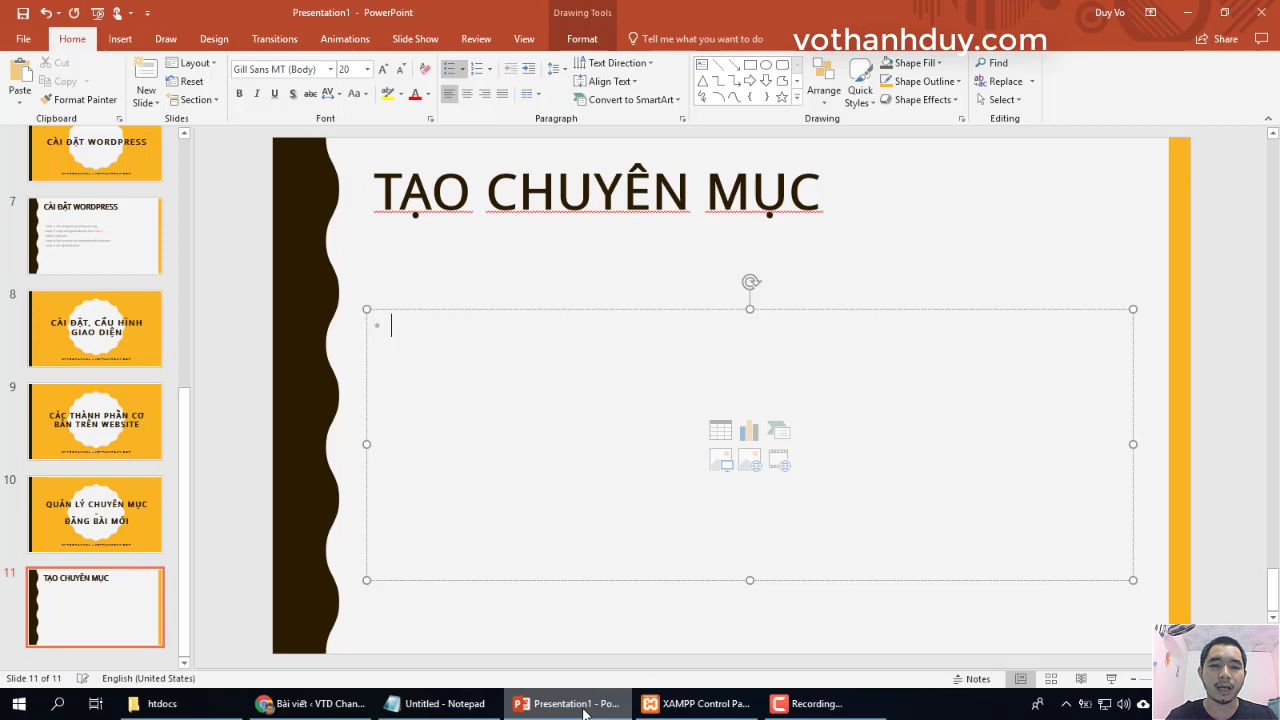 Presentation1 - PowerPoint
Drawing Tools
Duy Vo
File
Home
Insert
Draw
Design
Transitions
Animations
Slide Show
Review
View
Format
Tell me what you want to do
vothanhduy.com
Share
Paste
Cut
Copy
Format Painter
Clipboard
New Slide
Layout
Reset
Section
Slides
Gill Sans MT (Body)
20
Font
Text Direction
Align Text
Convert to SmartArt
Paragraph
Arrange
Quick Styles
Shape Fill
Shape Outline
Shape Effects
Drawing
Find
Replace
Select
Editing
CÀI ĐẶT WORDPRESS
7
CÀI ĐẶT WORDPRESS
8
CÀI ĐẶT, CẤU HÌNH
GIAO DIỆN
9
CÁC THÀNH PHẦN CƠ
BẢN TRÊN WEBSITE
10
QUẢN LÝ CHUYÊN MỤC
-
ĐĂNG BÀI MỚI
11
TẠO CHUYÊN MỤC
TẠO CHUYÊN MỤC
Slide 11 of 11
English (United States)
Notes
htdocs
Bài viết ‹ VTD Chan...
Untitled - Notepad
Presentation1 - Po...
XAMPP Control Pa...
Recording...